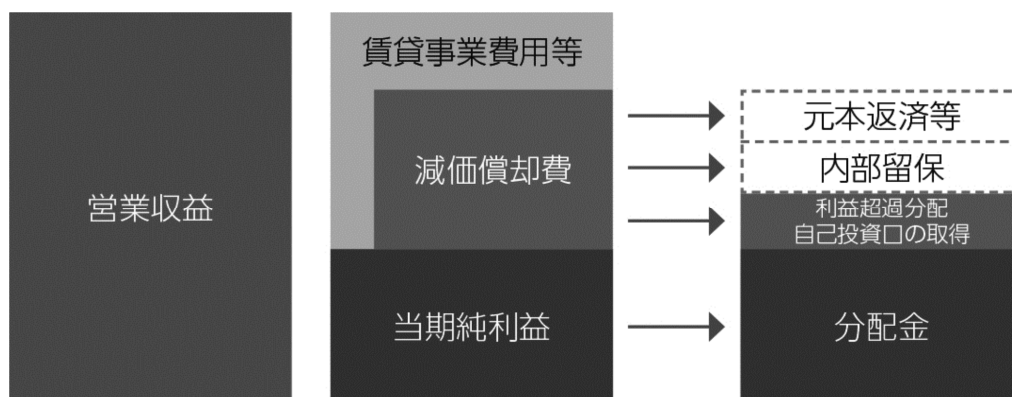 営業収益
賃貸事業費用等
減価償却費
当期純利益
元本返済等
内部留保
利益超過分配
自己投資口の取得
分配金